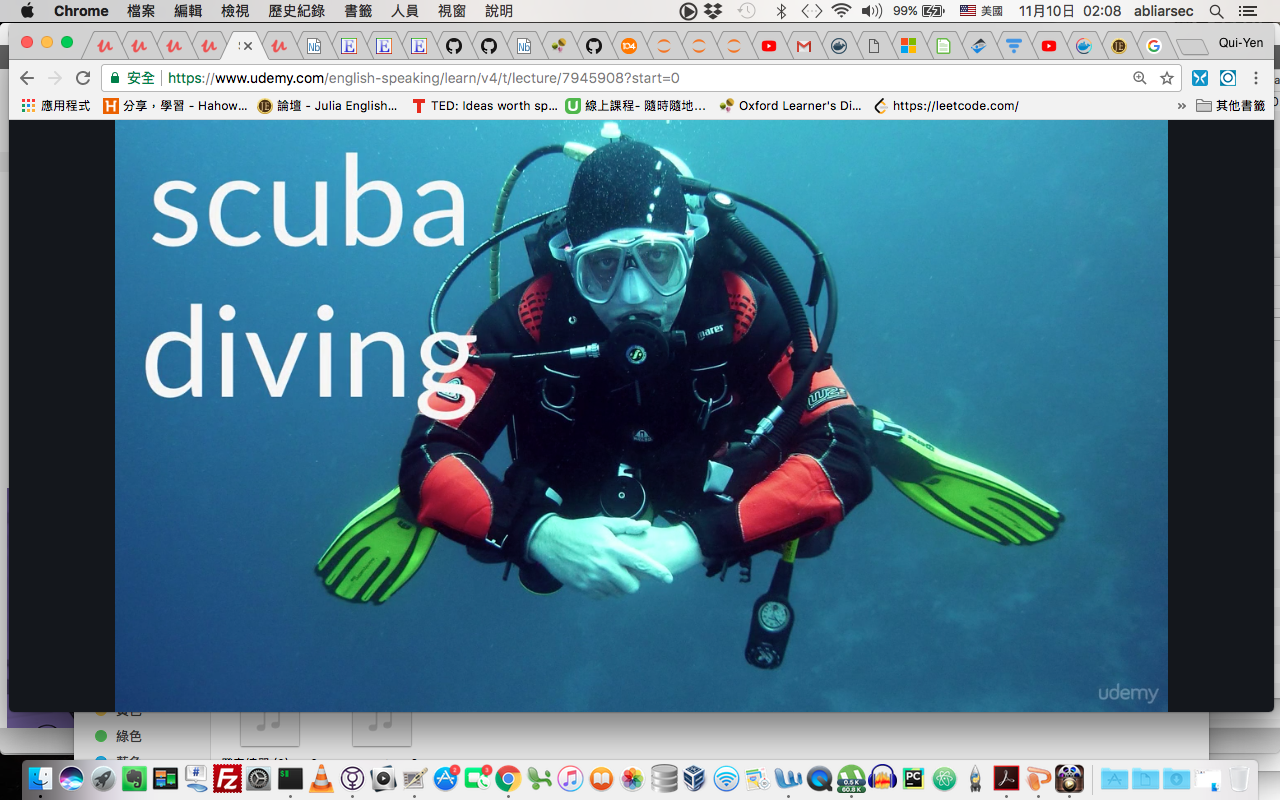 Chrome 檔案 編輯 檢視 歷史紀錄 書籤 人員 視窗 說明 99% 美國 11月10日 02:08 abliarsec
Qui-Yen
安全 https://www.udemy.com/english-speaking/learn/v4/t/lecture/7945908?start=0
應用程式 分享，學習 - Hahow... 論壇 - Julia English... TED: Ideas worth sp... 線上課程- 隨時隨地... Oxford Learner's Di... https://leetcode.com/ » 其他書籤
scuba
diving
mares
udemy
綠色